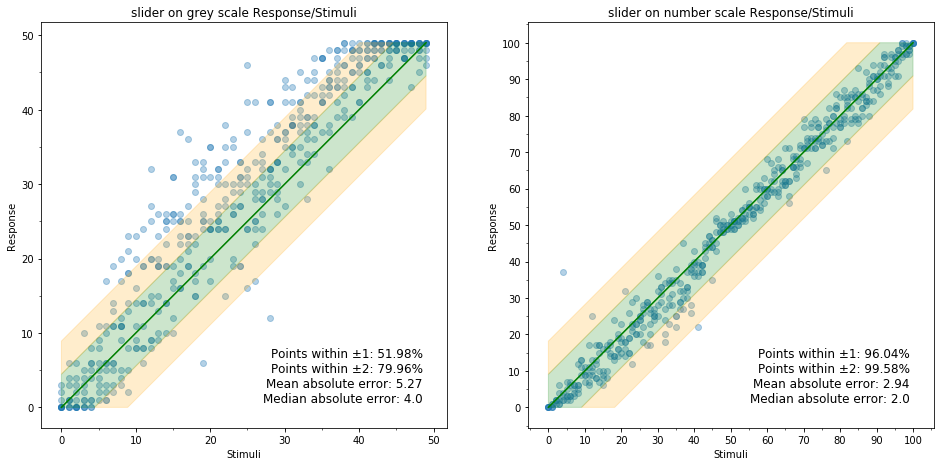 slider on grey scale Response/Stimuli
50
40
30
20
10
0
Response
0 10 20 30 40 50
Stimuli
Points within ±1: 51.98%
Points within ±2: 79.96%
Mean absolute error: 5.27
Median absolute error: 4.0
slider on number scale Response/Stimuli
100
90
80
70
60
50
40
30
20
10
0
Response
0 10 20 30 40 50 60 70 80 90 100
Stimuli
Points within ±1: 96.04%
Points within ±2: 99.58%
Mean absolute error: 2.94
Median absolute error: 2.0